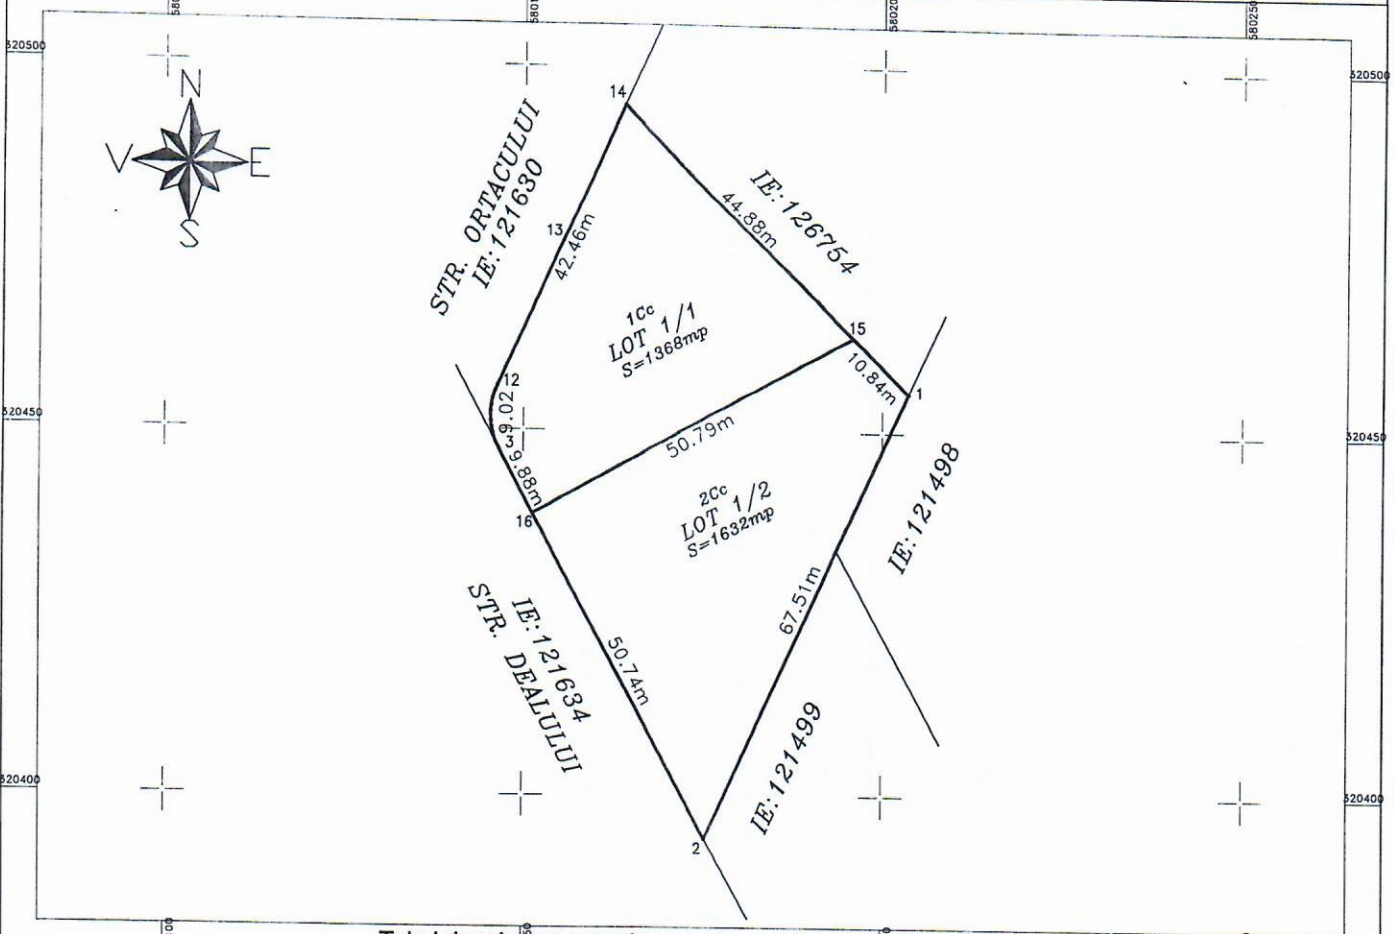 580250
320500
320500
N
V
E
S
14
STR. ORTACULUI
IE:121630
13
42.46m
IE:126754
44.88m
1Cc
LOT 1/1
S=1368mp
15
10.84m
1
12
9.02
3
9.88m
16
320450
320450
50.79m
2Cc
LOT 1/2
S=1632mp
IE:121498
67.51m
IE:121634
STR. DEALULUI
50.74m
IE:121499
320400
320400
2